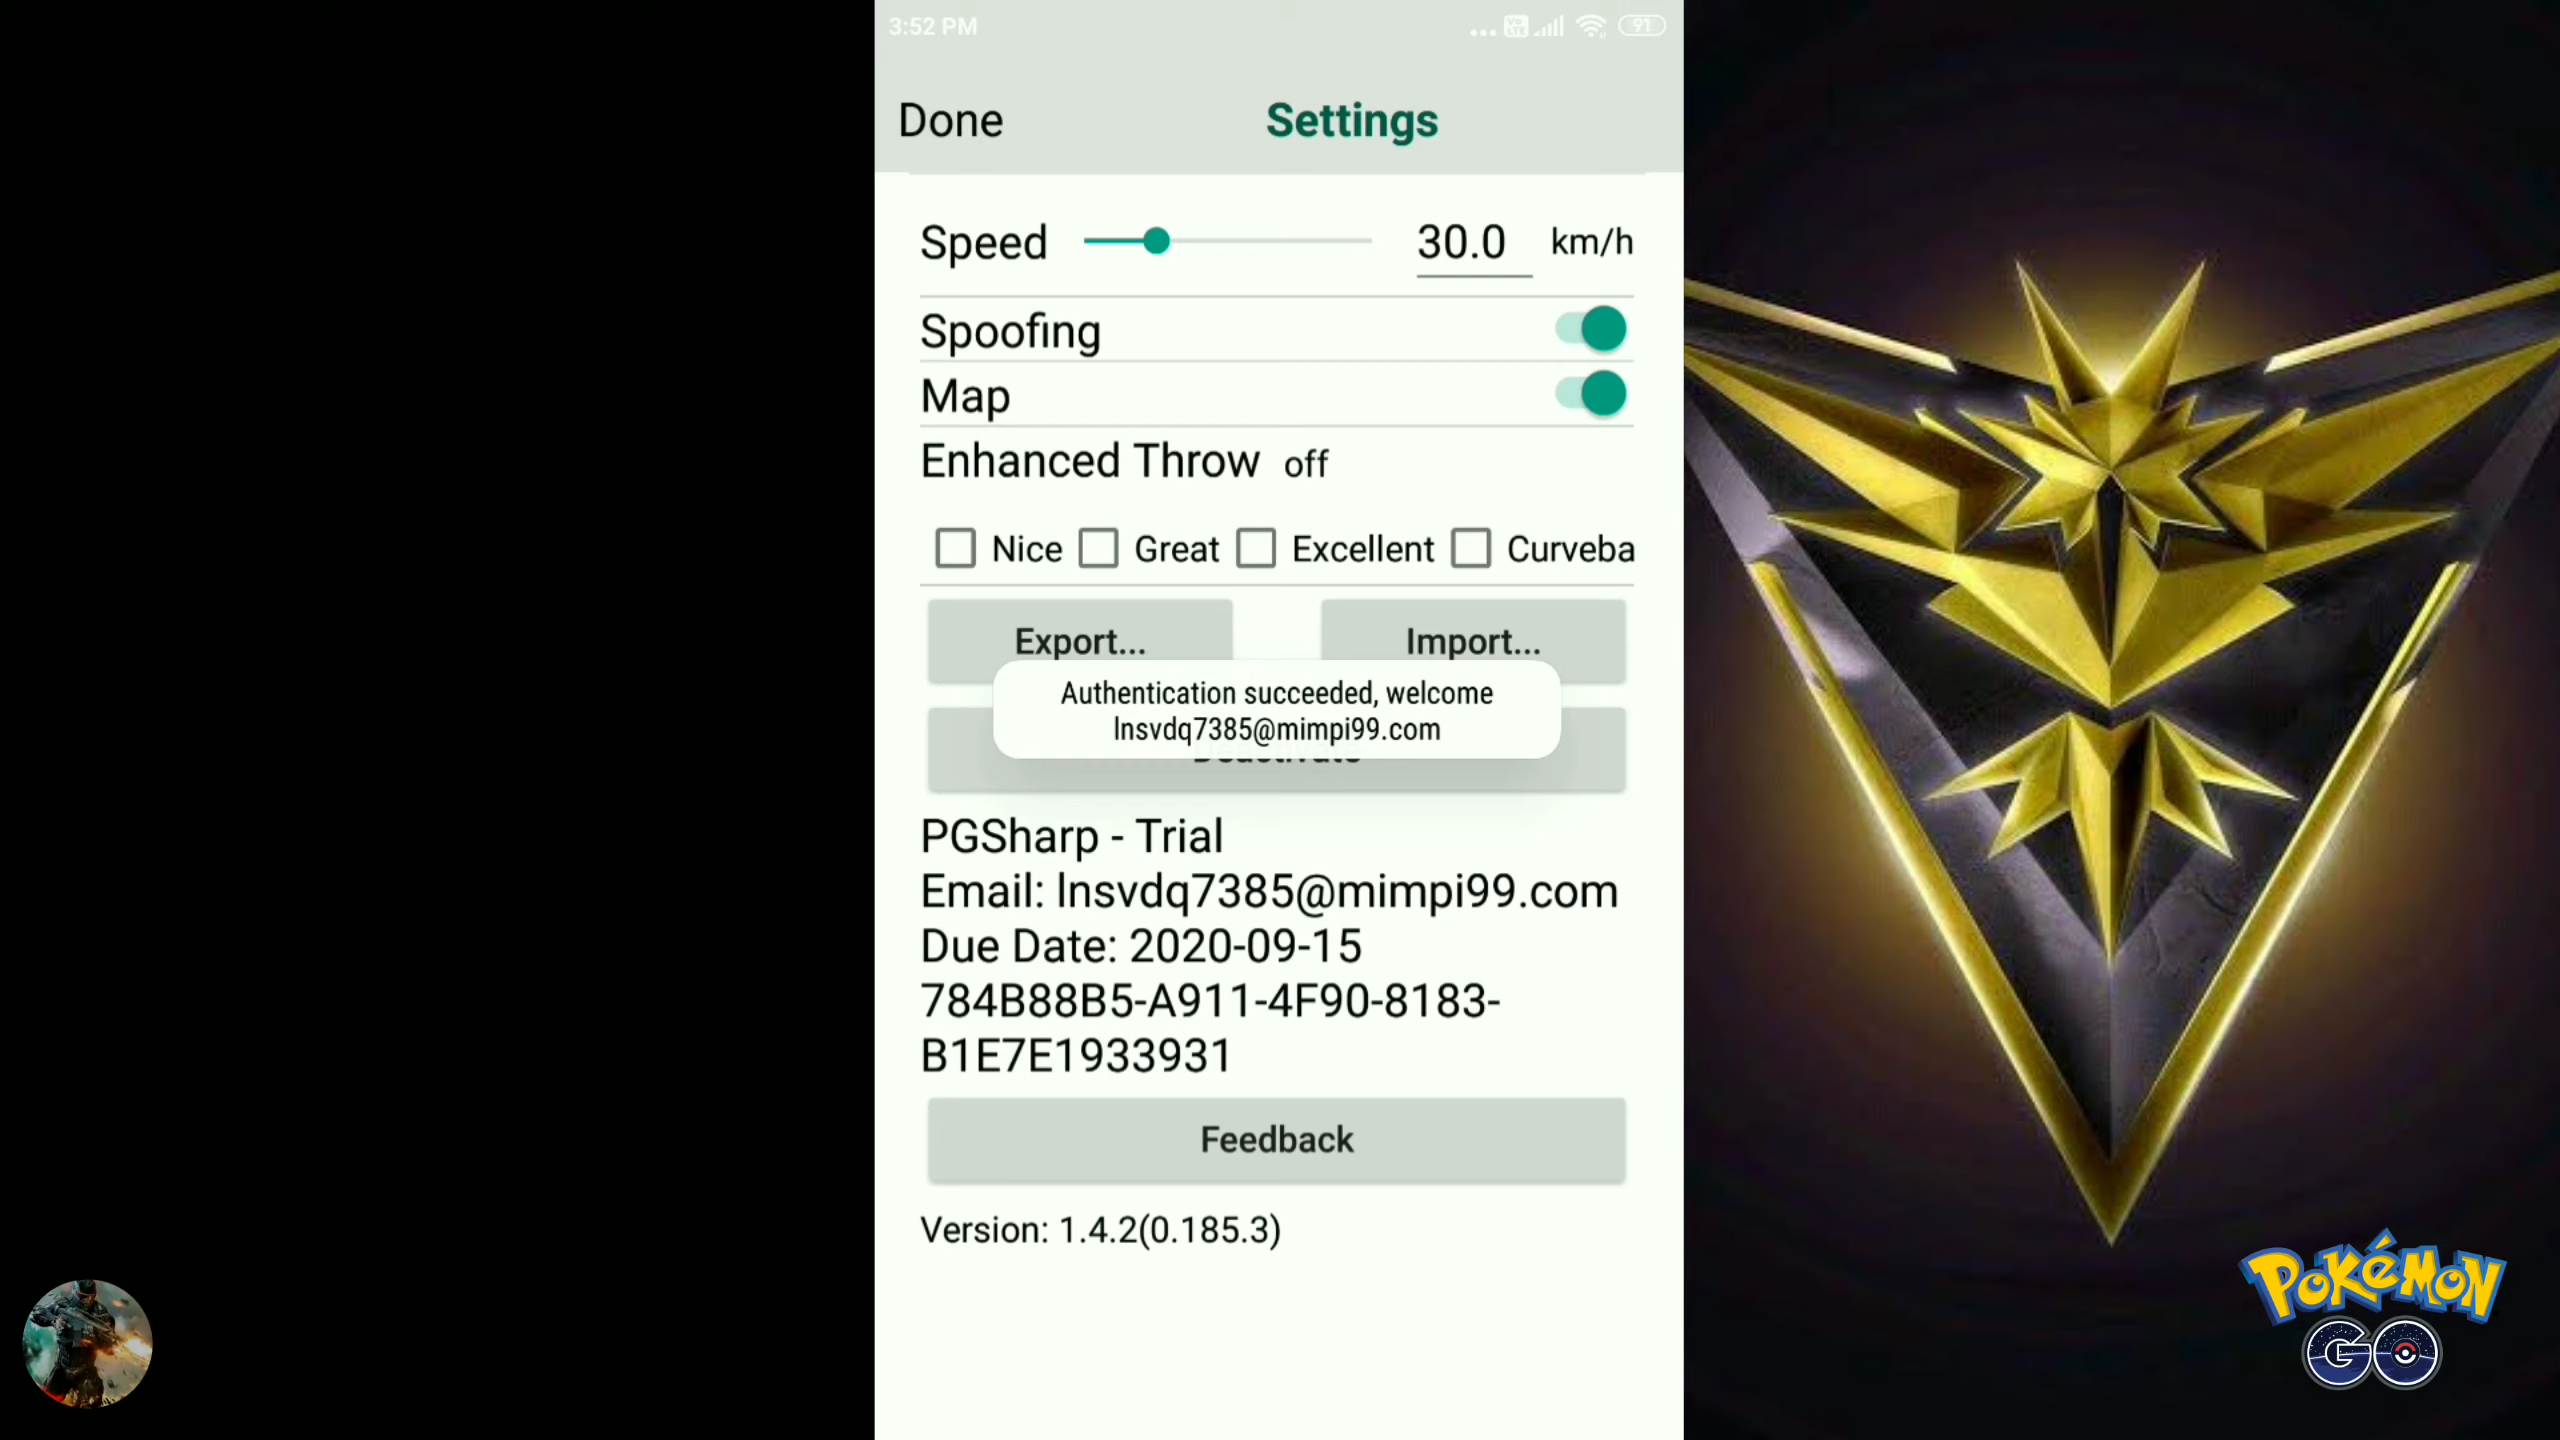 3:52 PM
91
Done Settings
Speed 30.0 km/h
Spoofing
Map
Enhanced Throw off
Nice Great Excellent Curveba
Export... Import...
Authentication succeeded, welcome
lnsvdq7385@mimpi99.com
Deactivate
PGSharp - Trial
Email: lnsvdq7385@mimpi99.com
Due Date: 2020-09-15
784B88B5-A911-4F90-8183-
B1E7E1933931
Feedback
Version: 1.4.2(0.185.3)
POKéMON
GO